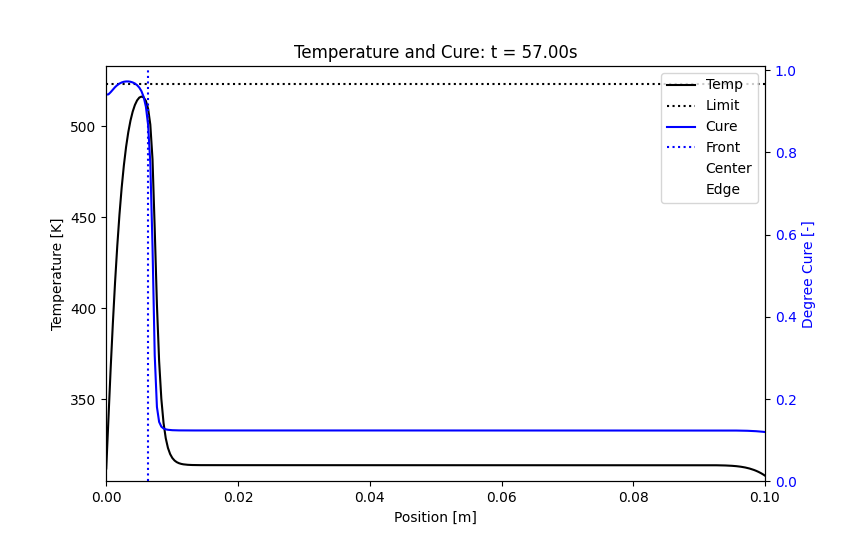 Temperature and Cure: t = 57.00s
Temp
Limit
Cure
Front
Center
Edge
Temperature [K]
500
450
400
350
Degree Cure [-]
1.0
0.8
0.6
0.4
0.2
0.0
0.00 0.02 0.04 0.06 0.08 0.10
Position [m]